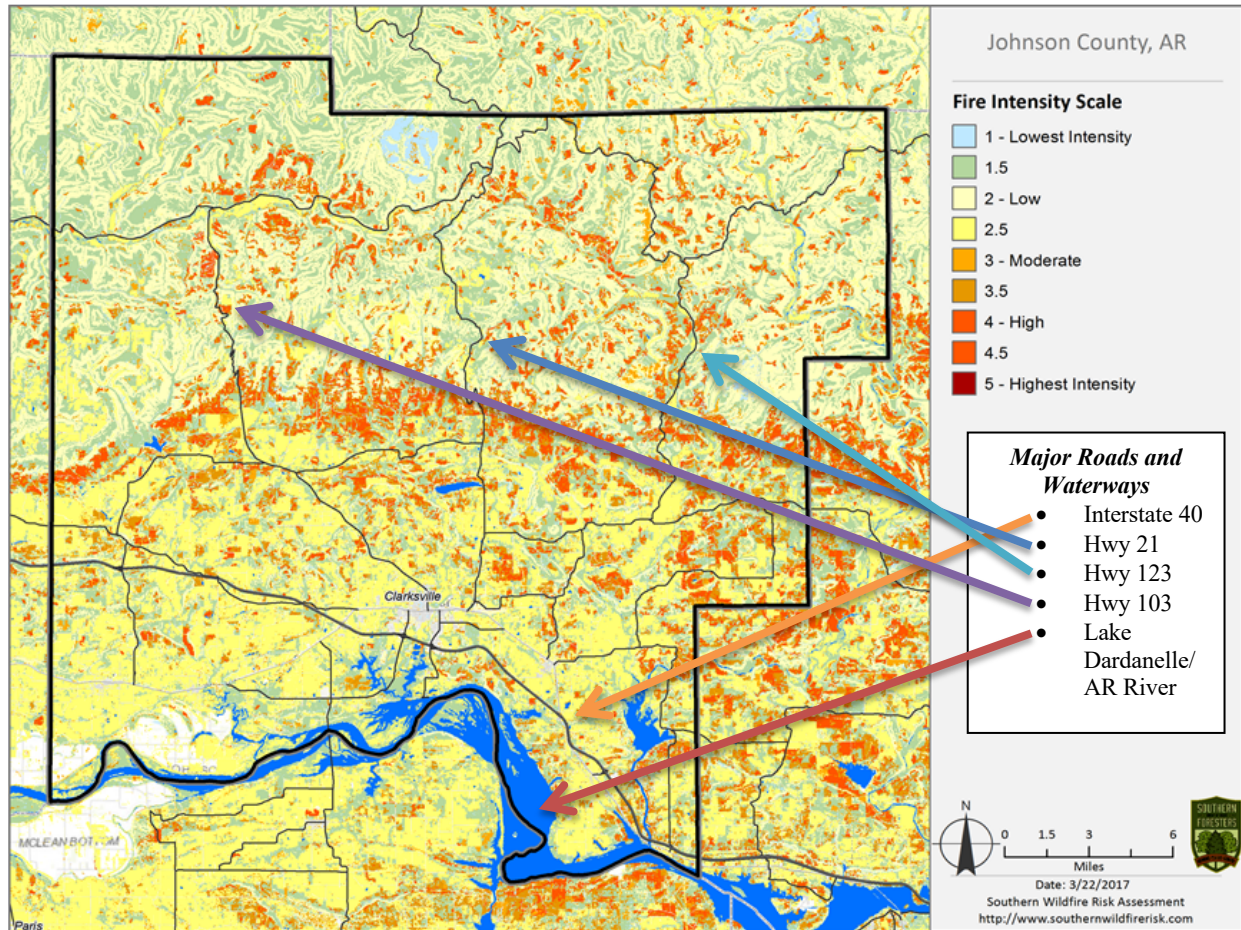 Johnson County, AR
Fire Intensity Scale
1 - Lowest Intensity
1.5
2 - Low
2.5
3 - Moderate
3.5
4 - High
4.5
5 - Highest Intensity
Major Roads and
Waterways
• Interstate 40
• Hwy 21
• Hwy 123
• Hwy 103
• Lake
Dardanelle/
AR River
Clarksville
MCLEAN BOTTOM
Paris
N
0 1.5 3 6
Miles
Date: 3/22/2017
Southern Wildfire Risk Assessment
http://www.southernwildfirerisk.com
SOUTHERN
FORESTERS